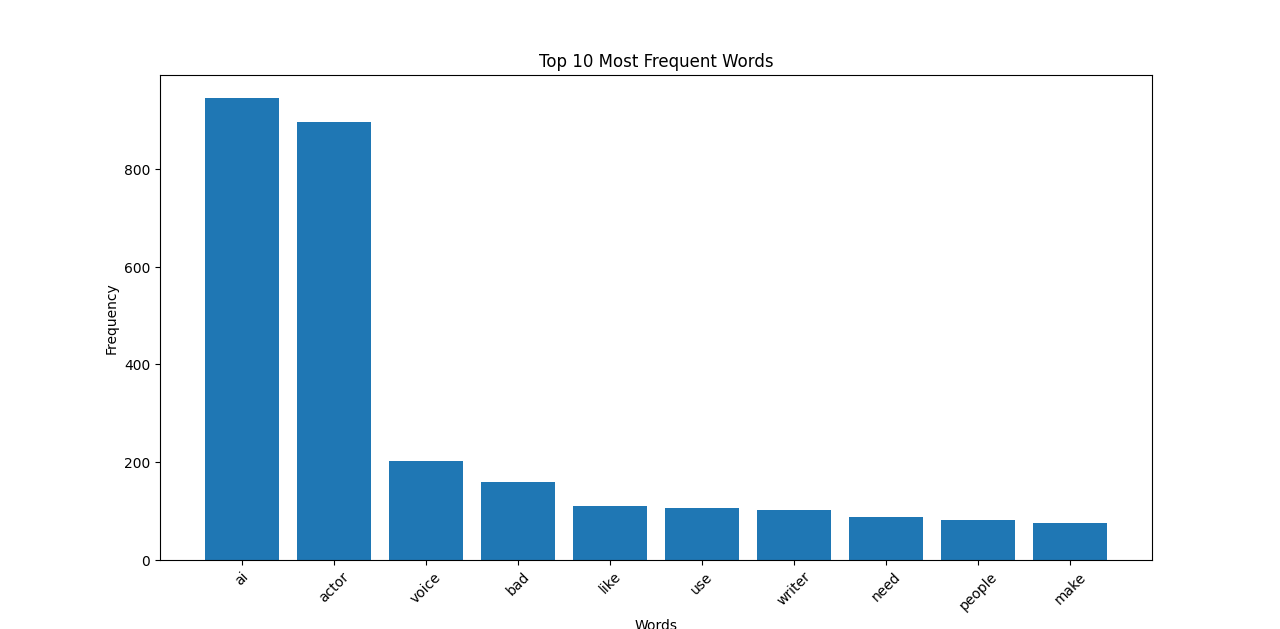 Top 10 Most Frequent Words
Frequency
800
600
400
200
0
ai
actor
voice
bad
like
use
writer
need
people
make
Words